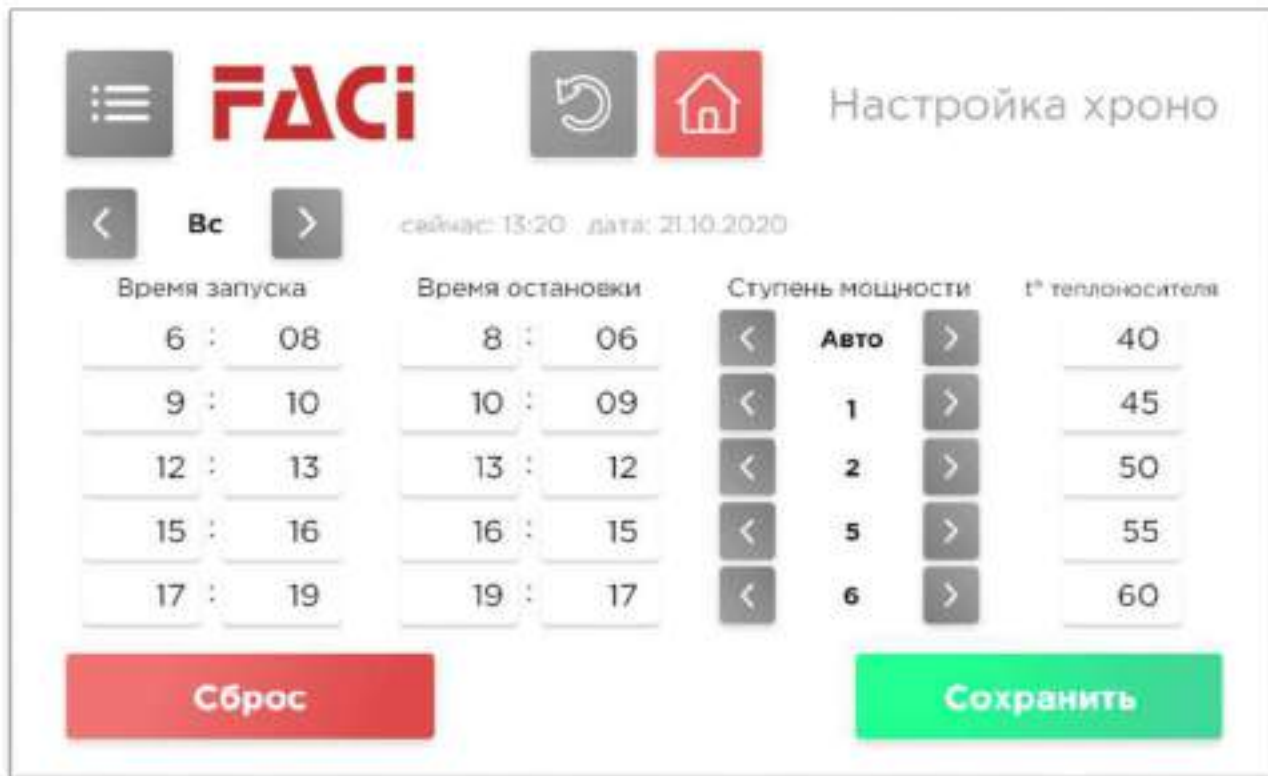 FACi Настройка хроно
Вс сейчас: 13:20 дата: 21.10.2020
Время запуска Время остановки Ступень мощности t° теплоносителя
6 : 08 8 : 06 Авто 40
9 : 10 10 : 09 1 45
12 : 13 13 : 12 2 50
15 : 16 16 : 15 5 55
17 : 19 19 : 17 6 60
Сброс Сохранить